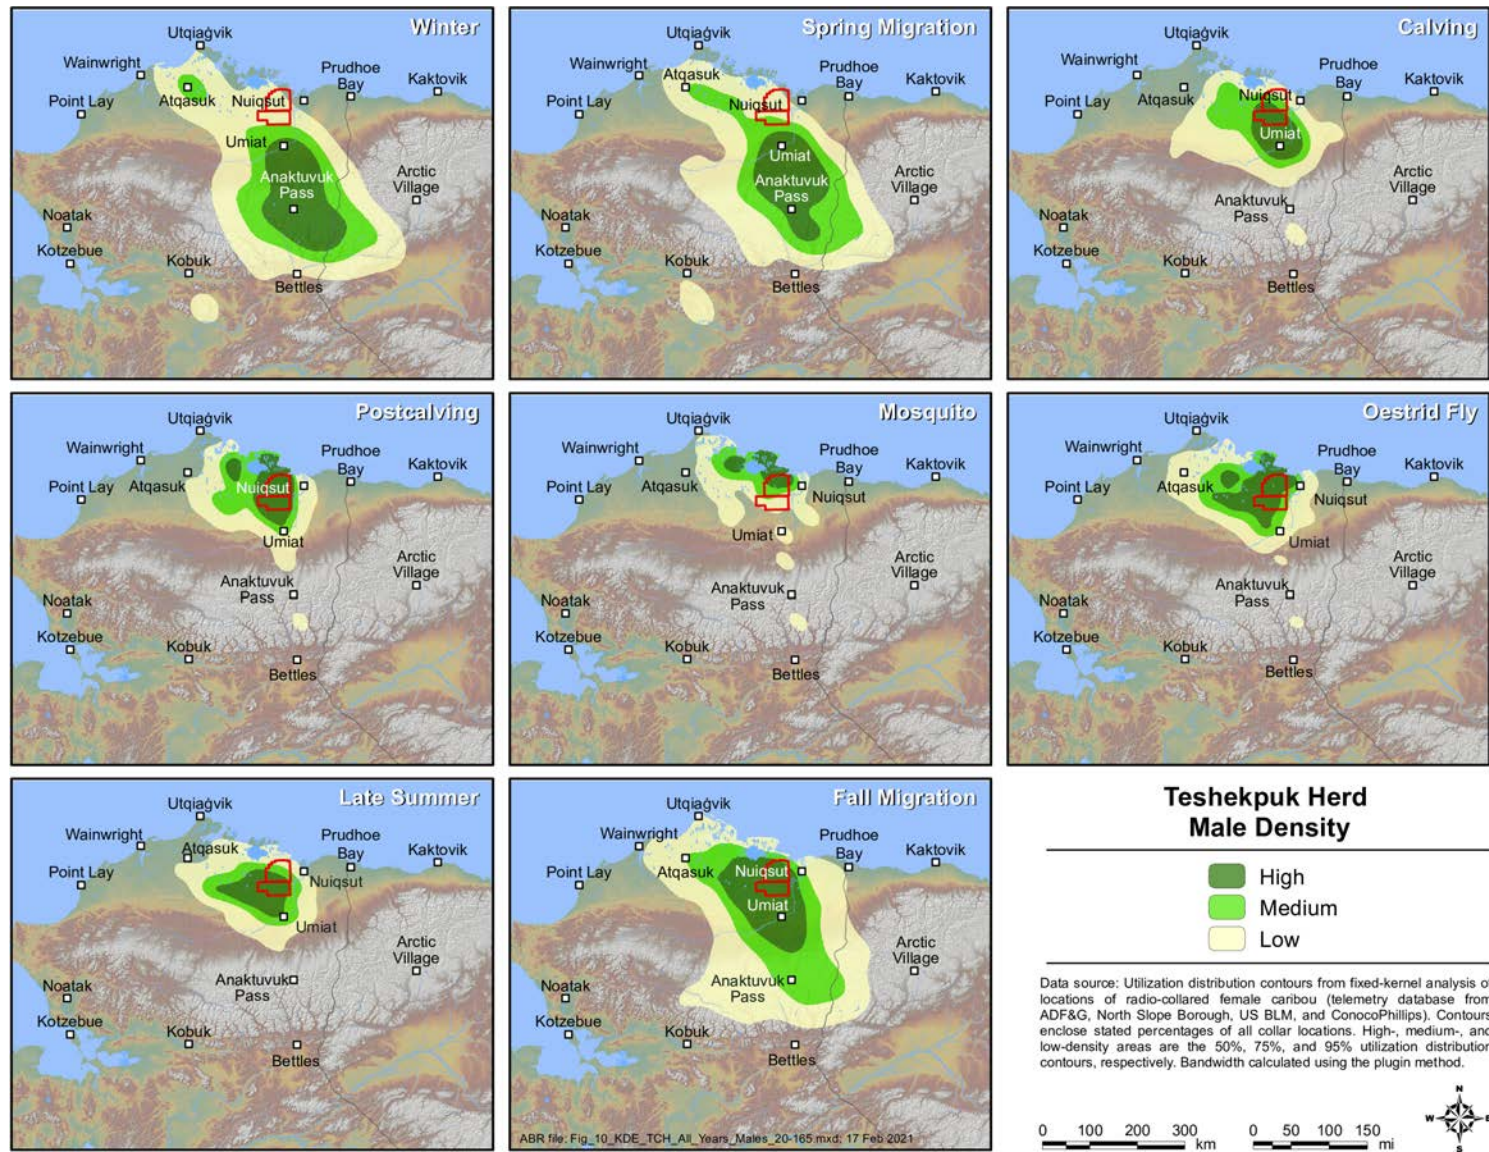 Winter
Utqiaġvik
Wainwright
Prudhoe
Bay
Kaktovik
Point Lay
Atqasuk
Nuiqsut
Umiat
Anaktuvuk
Pass
Arctic
Village
Noatak
Kotzebue
Kobuk
Bettles
Spring Migration
Utqiaġvik
Wainwright
Atqasuk
Prudhoe
Bay
Kaktovik
Point Lay
Nuiqsut
Umiat
Anaktuvuk
Pass
Arctic
Village
Noatak
Kotzebue
Kobuk
Bettles
Calving
Utqiaġvik
Wainwright
Prudhoe
Bay
Kaktovik
Point Lay
Atqasuk
Nuiqsut
Umiat
Anaktuvuk
Pass
Arctic
Village
Noatak
Kotzebue
Kobuk
Bettles
Postcalving
Utqiaġvik
Wainwright
Prudhoe
Bay
Kaktovik
Point Lay
Atqasuk
Nuiqsut
Umiat
Anaktuvuk
Pass
Arctic
Village
Noatak
Kotzebue
Kobuk
Bettles
Mosquito
Utqiaġvik
Wainwright
Prudhoe
Bay
Kaktovik
Point Lay
Atqasuk
Nuiqsut
Umiat
Anaktuvuk
Pass
Arctic
Village
Noatak
Kotzebue
Kobuk
Bettles
Oestrid Fly
Utqiaġvik
Wainwright
Prudhoe
Bay
Kaktovik
Point Lay
Atqasuk
Nuiqsut
Umiat
Anaktuvuk
Pass
Arctic
Village
Noatak
Kotzebue
Kobuk
Bettles
Late Summer
Utqiaġvik
Wainwright
Atqasuk
Prudhoe
Bay
Kaktovik
Point Lay
Nuiqsut
Umiat
Anaktuvuk
Pass
Arctic
Village
Noatak
Kotzebue
Kobuk
Bettles
Fall Migration
Utqiaġvik
Wainwright
Prudhoe
Bay
Kaktovik
Point Lay
Atqasuk
Nuiqsut
Umiat
Anaktuvuk
Pass
Arctic
Village
Noatak
Kotzebue
Kobuk
Bettles
ABR file: Fig_10_KDE_TCH_All_Years_Males_20-165.mxd; 17 Feb 2021
Teshekpuk Herd
Male Density
High
Medium
Low
Data source: Utilization distribution contours from fixed-kernel analysis of
locations of radio-collared female caribou (telemetry database from
ADF&G, North Slope Borough, US BLM, and ConocoPhillips). Contours
enclose stated percentages of all collar locations. High-, medium-, and
low-density areas are the 50%, 75%, and 95% utilization distribution
contours, respectively. Bandwidth calculated using the plugin method.
0 100 200 300
km
0 50 100 150
mi
N
W E
S